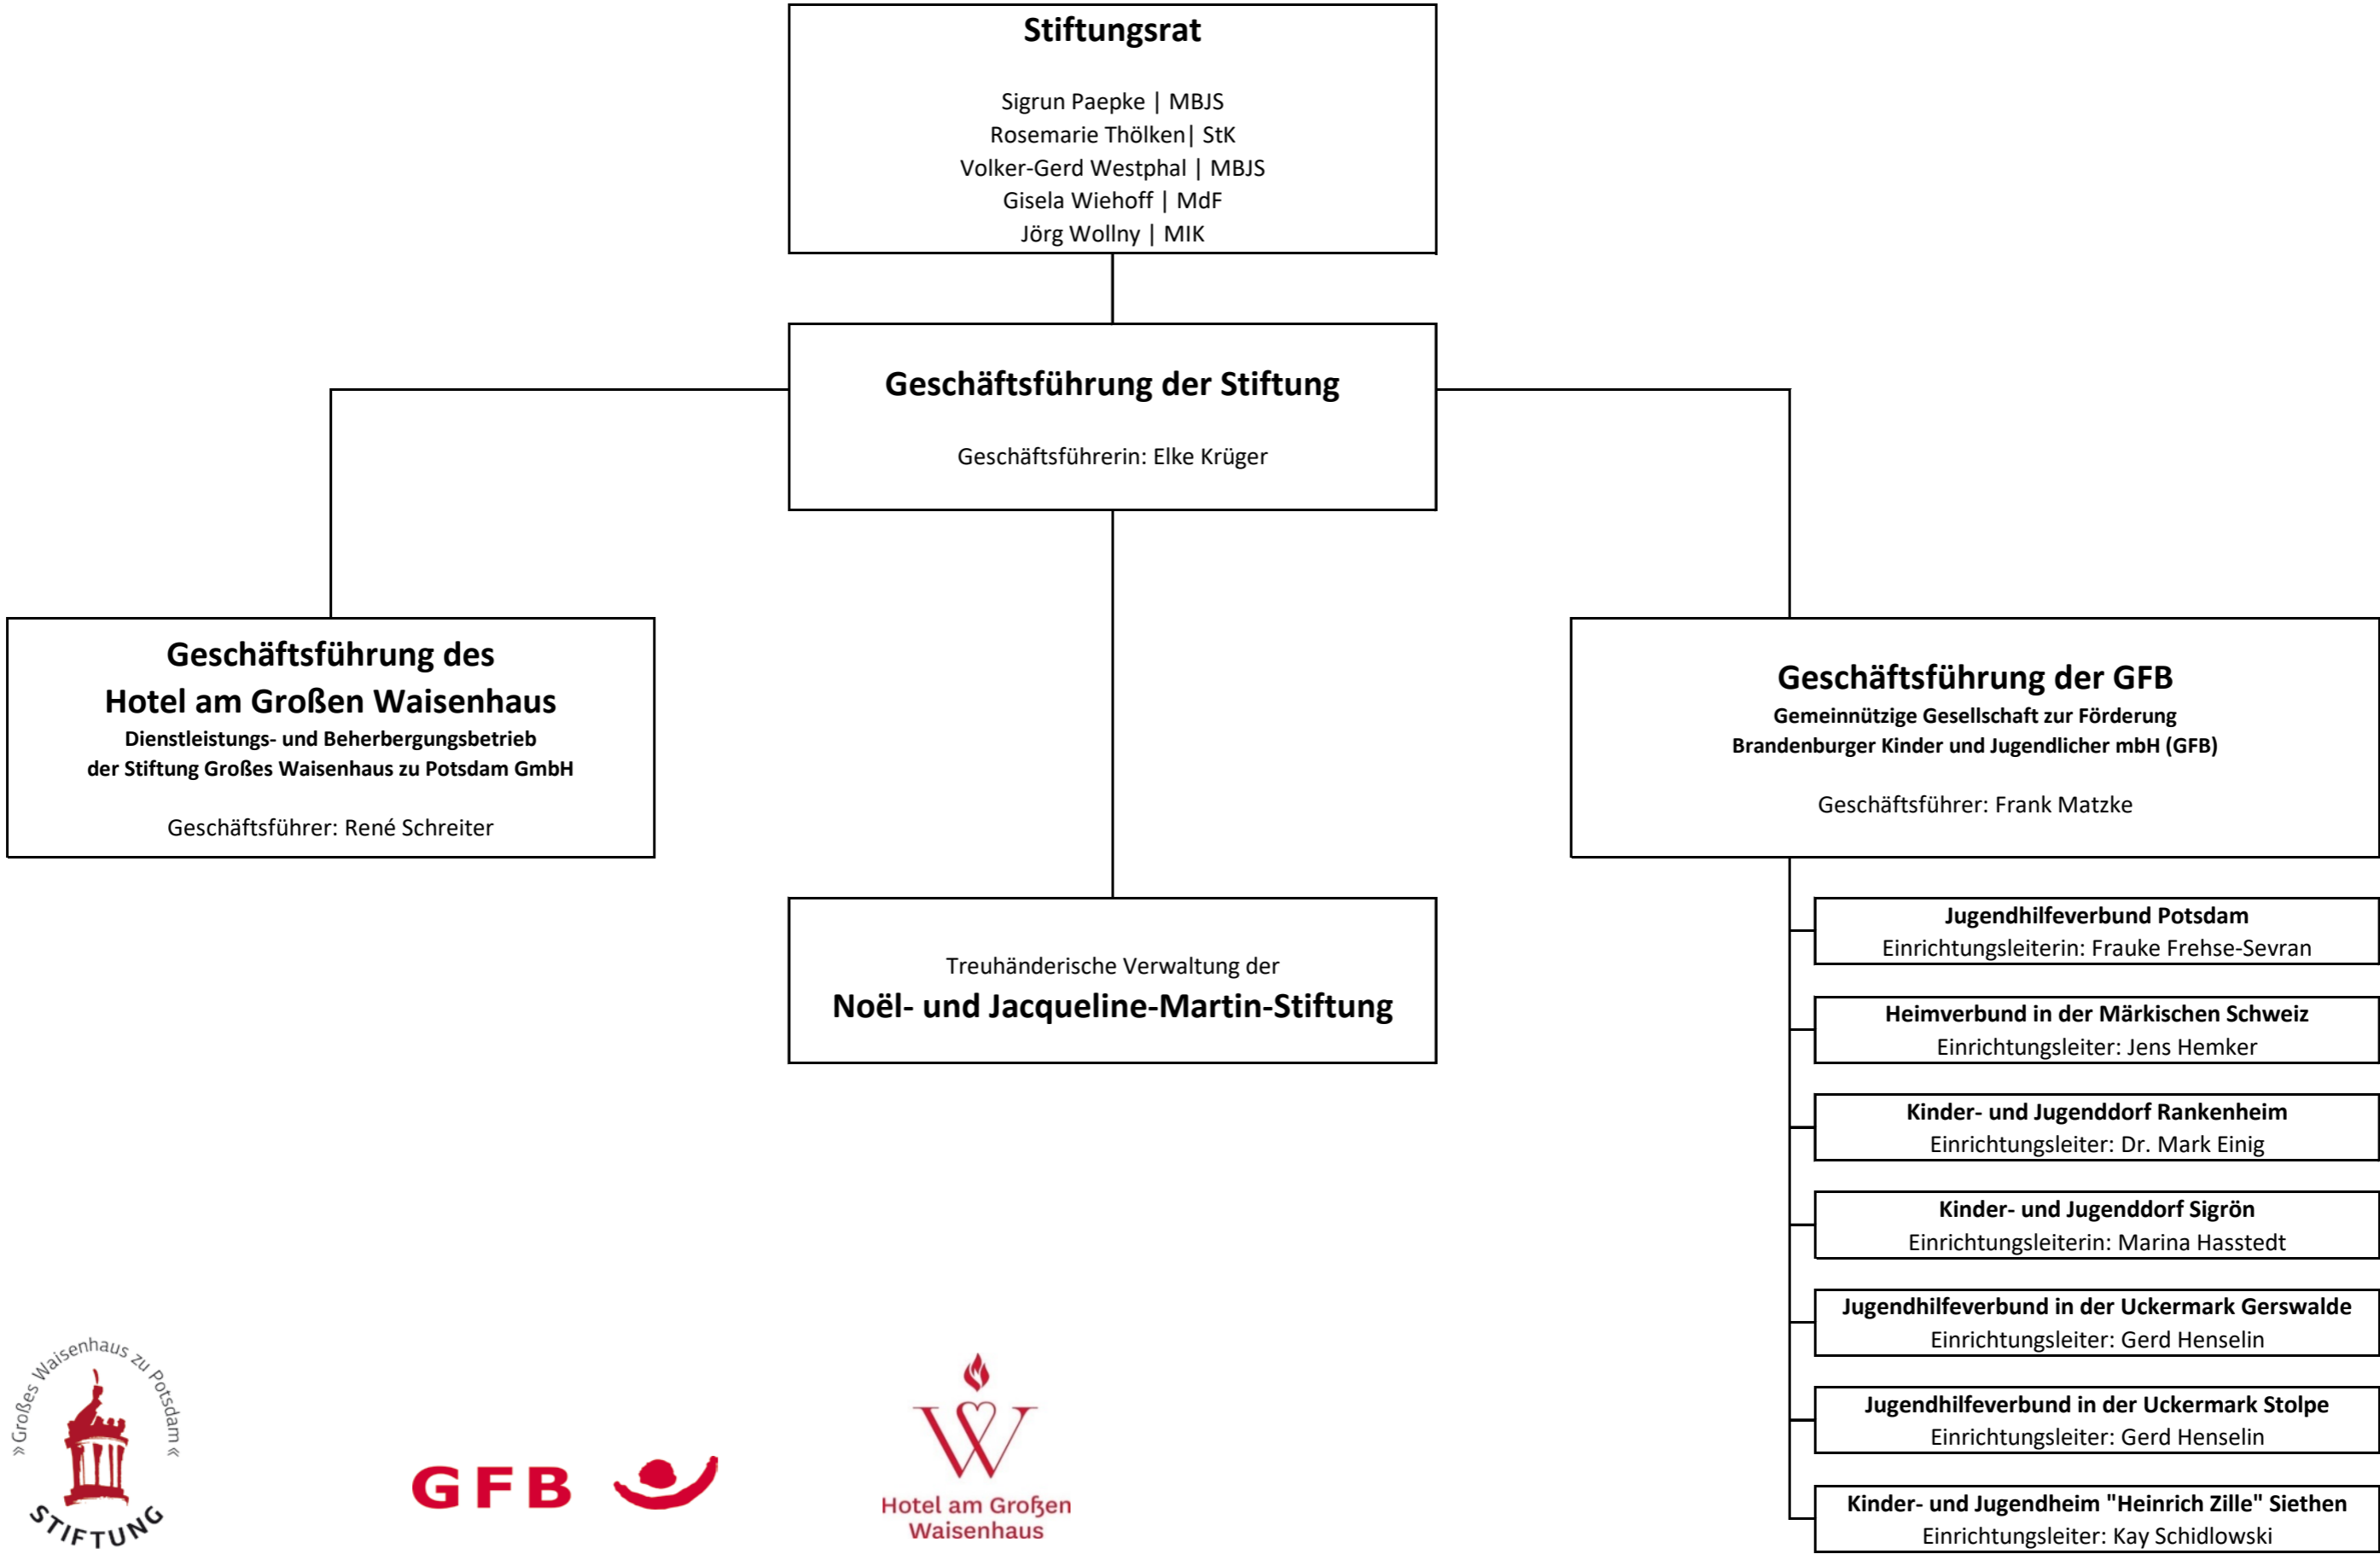 Stiftungsrat
Sigrun Paepke | MBJS
Rosemarie Thölken| StK
Volker-Gerd Westphal | MBJS
Gisela Wiehoff | MdF
Jörg Wollny | MIK
Geschäftsführung der Stiftung
Geschäftsführerin: Elke Krüger
Geschäftsführung des
Hotel am Großen Waisenhaus
Dienstleistungs- und Beherbergungsbetrieb
der Stiftung Großes Waisenhaus zu Potsdam GmbH
Geschäftsführer: René Schreiter
Geschäftsführung der GFB
Gemeinnützige Gesellschaft zur Förderung
Brandenburger Kinder und Jugendlicher mbH (GFB)
Geschäftsführer: Frank Matzke
Treuhänderische Verwaltung der
Noël- und Jacqueline-Martin-Stiftung
Jugendhilfeverbund Potsdam
Einrichtungsleiterin: Frauke Frehse-Sevran
Heimverbund in der Märkischen Schweiz
Einrichtungsleiter: Jens Hemker
Kinder- und Jugenddorf Rankenheim
Einrichtungsleiter: Dr. Mark Einig
Kinder- und Jugenddorf Sigrön
Einrichtungsleiterin: Marina Hasstedt
Jugendhilfeverbund in der Uckermark Gerswalde
Einrichtungsleiter: Gerd Henselin
Jugendhilfeverbund in der Uckermark Stolpe
Einrichtungsleiter: Gerd Henselin
Kinder- und Jugendheim "Heinrich Zille" Siethen
Einrichtungsleiter: Kay Schidlowski
»Großes Waisenhaus zu Potsdam«
STIFTUNG
GFB
W
Hotel am Großen
Waisenhaus